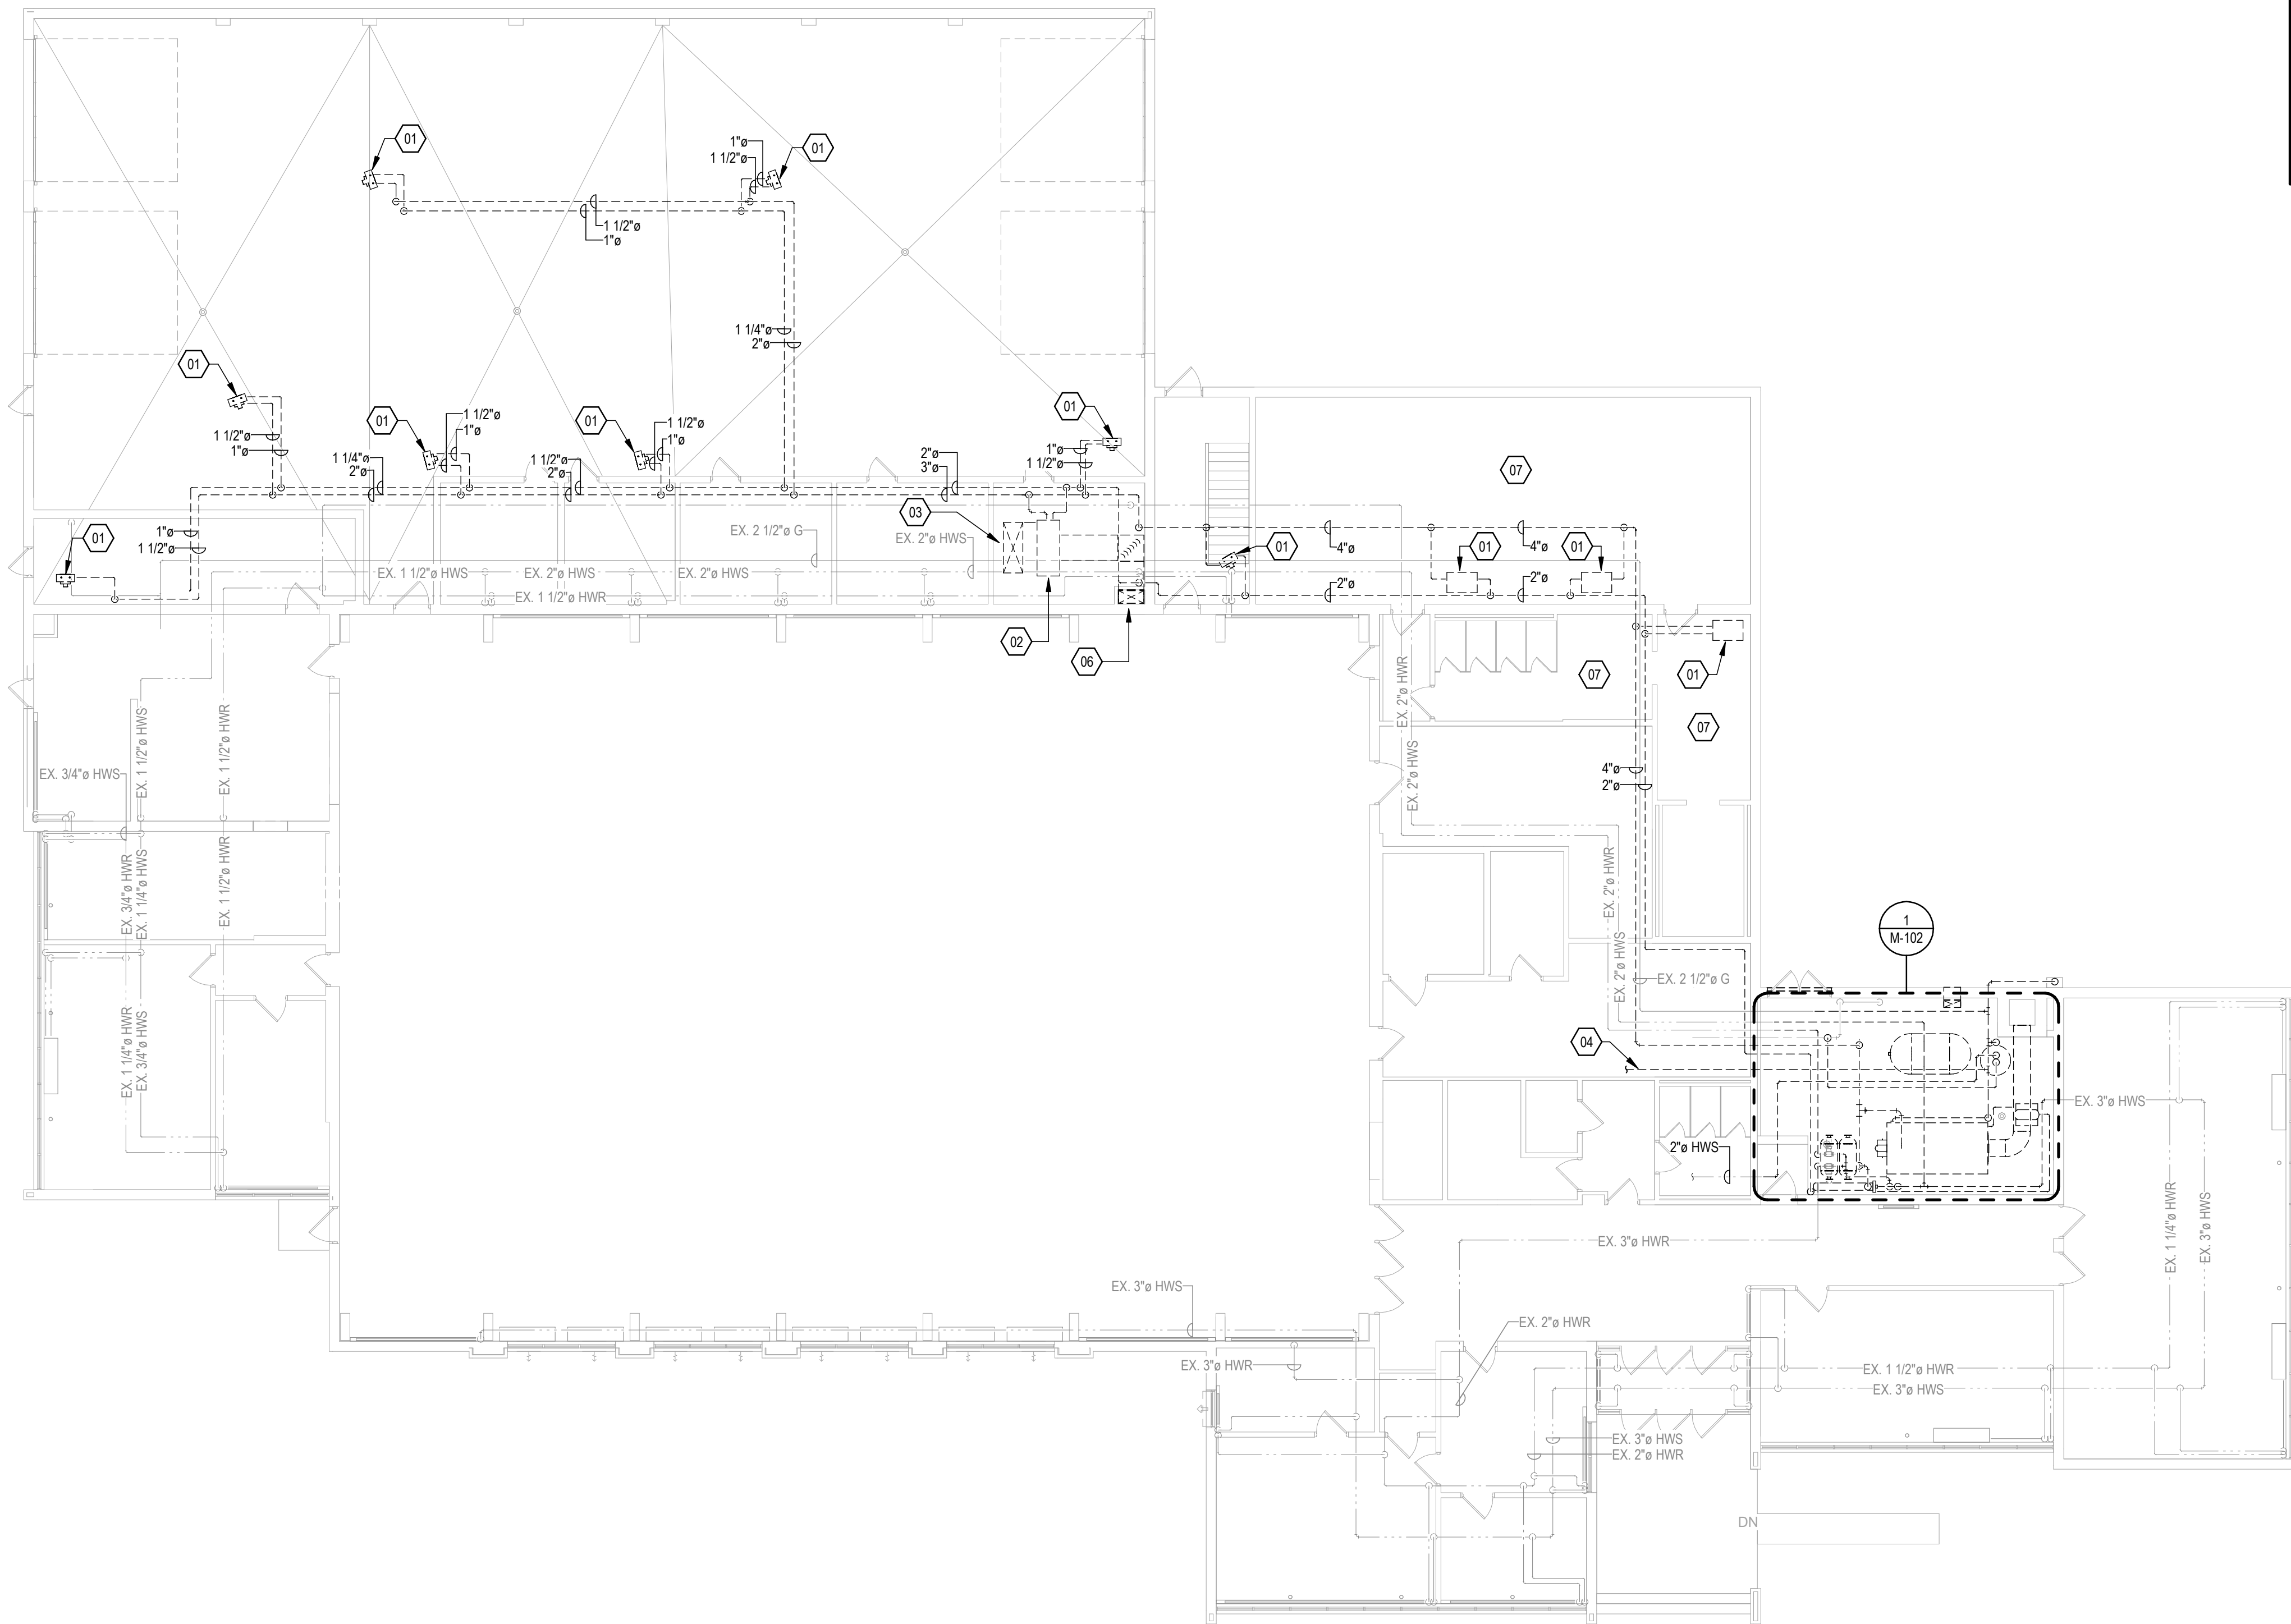 01
01
1"ø
1 1/2"ø
1 1/2"ø
1"ø
1 1/4"ø
2"ø
01
01
01
01
1 1/2"ø
1"ø
1 1/2"ø
1"ø
1 1/2"ø
1"ø
1 1/4"ø
2"ø
1 1/2"ø
2"ø
2"ø
3"ø
1"ø
1 1/2"ø
07
03
01
1"ø
1 1/2"ø
EX. 2 1/2"ø G
EX. 2"ø HWS
01
4"ø
4"ø
01
01
EX. 1 1/2"ø HWS
EX. 2"ø HWS
EX. 2"ø HWS
2"ø
2"ø
EX. 1 1/2"ø HWR
02
06
07
01
07
EX. 2"ø HWR
EX. 2"ø HWS
EX. 1 1/2"ø HWS
EX. 1 1/2"ø HWR
EX. 3/4"ø HWS
4"ø
2"ø
EX. 3/4"ø HWR
EX. 1 1/4"ø HWS
EX. 1 1/2"ø HWR
EX. 2"ø HWR
EX. 2"ø HWS
1
M-102
EX. 2 1/2"ø G
EX. 1 1/4"ø HWR
EX. 3/4"ø HWS
04
EX. 3"ø HWS
2"ø HWS
EX. 1 1/4"ø HWR
EX. 3"ø HWS
EX. 3"ø HWR
EX. 3"ø HWS
EX. 2"ø HWR
EX. 3"ø HWR
EX. 1 1/2"ø HWR
EX. 3"ø HWS
EX. 3"ø HWS
EX. 2"ø HWR
DN